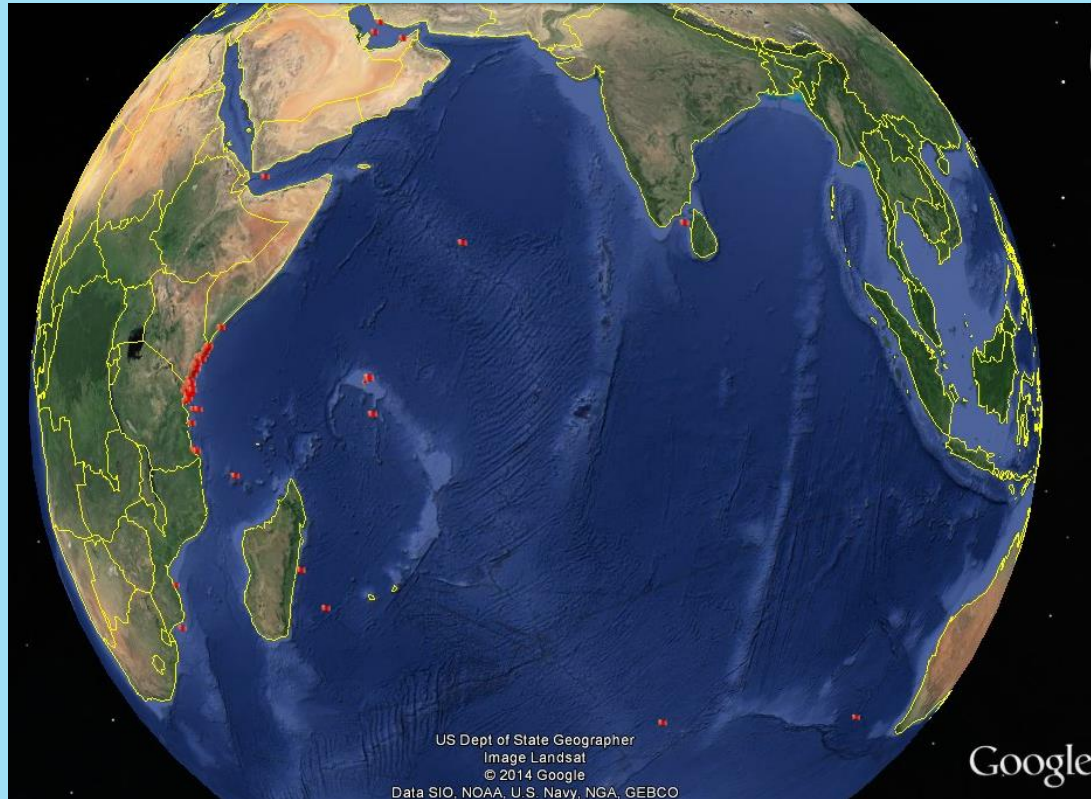 US Dept of State Geographer
Image Landsat
© 2014 Google
Data SIO, NOAA, U.S. Navy, NGA, GEBCO
Google